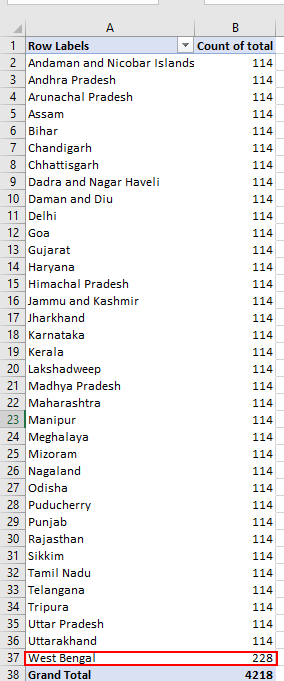 A B
1 Row Labels Count of total
2 Andaman and Nicobar Islands 114
3 Andhra Pradesh 114
4 Arunachal Pradesh 114
5 Assam 114
6 Bihar 114
7 Chandigarh 114
8 Chhattisgarh 114
9 Dadra and Nagar Haveli 114
10 Daman and Diu 114
11 Delhi 114
12 Goa 114
13 Gujarat 114
14 Haryana 114
15 Himachal Pradesh 114
16 Jammu and Kashmir 114
17 Jharkhand 114
18 Karnataka 114
19 Kerala 114
20 Lakshadweep 114
21 Madhya Pradesh 114
22 Maharashtra 114
23 Manipur 114
24 Meghalaya 114
25 Mizoram 114
26 Nagaland 114
27 Odisha 114
28 Puducherry 114
29 Punjab 114
30 Rajasthan 114
31 Sikkim 114
32 Tamil Nadu 114
33 Telangana 114
34 Tripura 114
35 Uttar Pradesh 114
36 Uttarakhand 114
37 West Bengal 228
38 Grand Total 4218